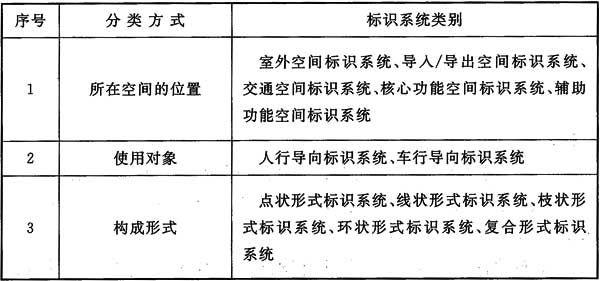 序号 分类方式 标识系统类别
室外空间标识系统、导入/导出空间标识系统、
1 所在空间的位置 交通空间标识系统、核心功能空间标识系统、辅助
功能空间标识系统
2 使用对象 人行导向标识系统、车行导向标识系统
点状形式标识系统、线状形式标识系统、枝状形
3 构成形式 式标识系统、环状形式标识系统、复合形式标识
系统